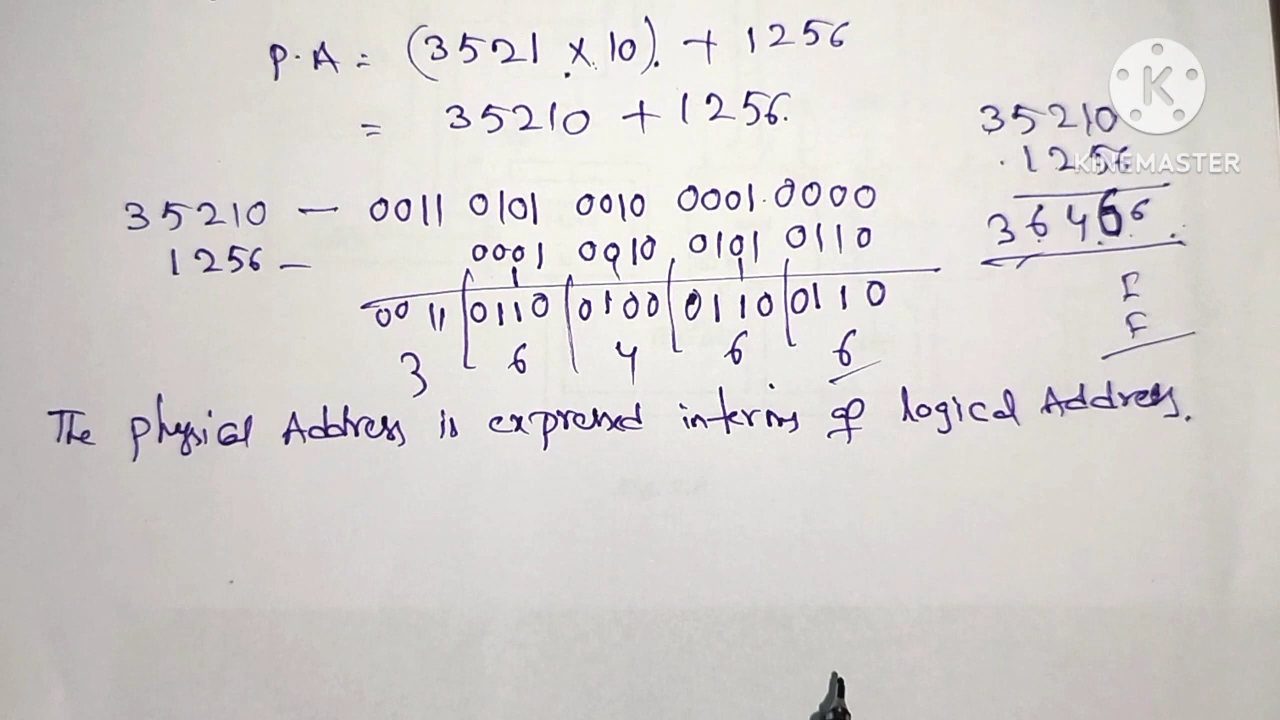 P.A = (3521 × 10) + 1256
= 35210 + 1256.
35210 — 0011 0101 0010 0001 0000
1256 — 0001 0010 0101 0110
0011 0110 0100 0110 0110
3 6 4 6 6
35210
1256
36466
The physical Address is expressed interms of logical Address.
K
KINEMASTER